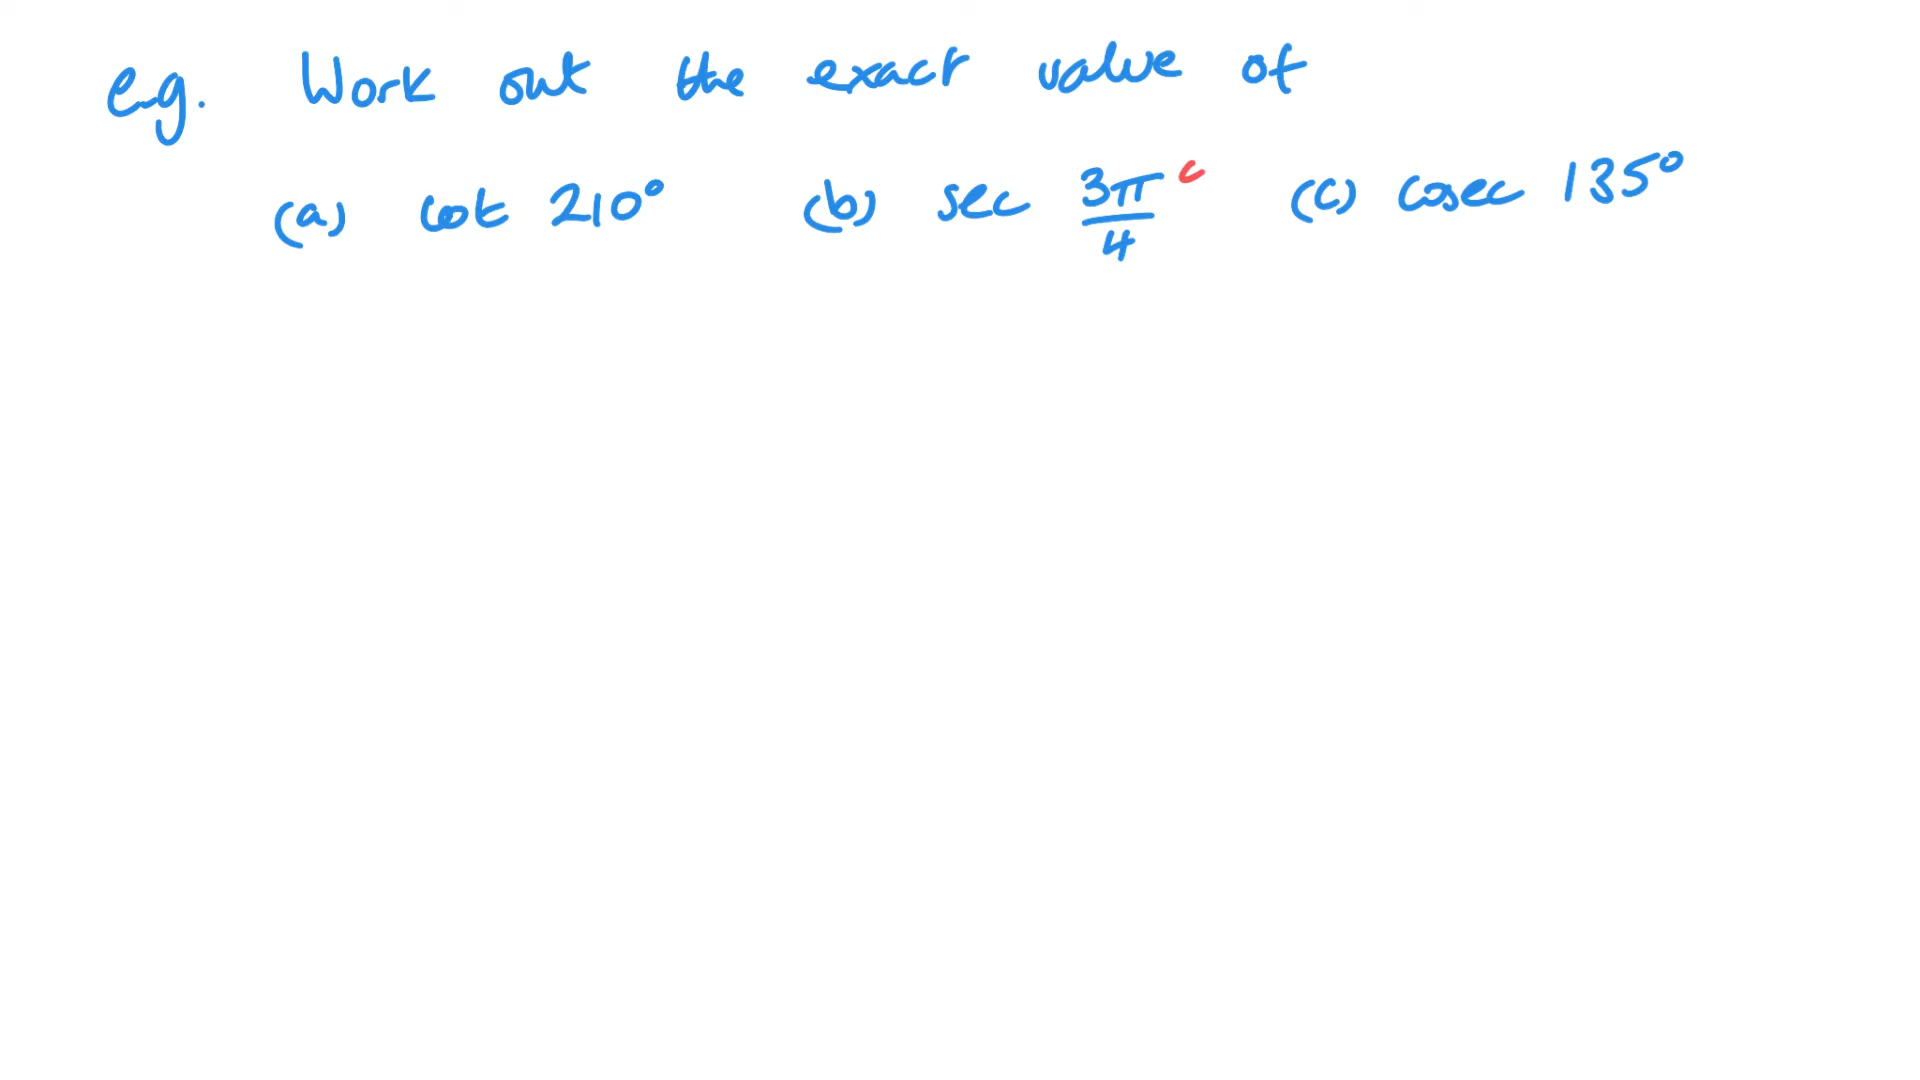 e.g. Work out the exact value of
(a) cot 210° (b) sec 3π/4 ᶜ (c) cosec 135°